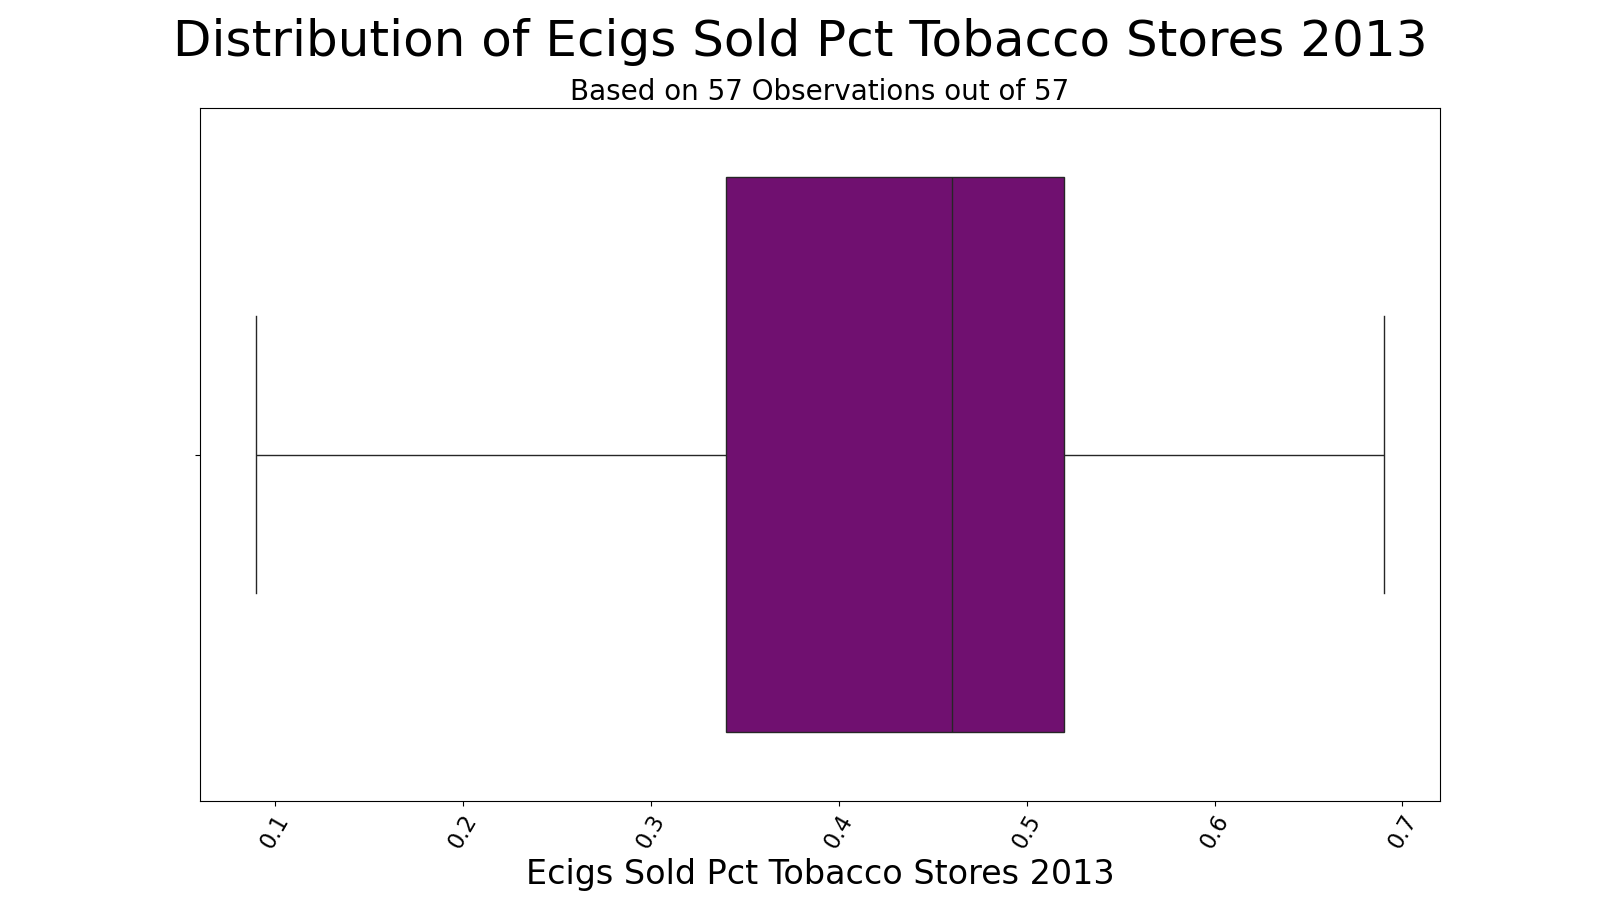 Distribution of Ecigs Sold Pct Tobacco Stores 2013
Based on 57 Observations out of 57
0.1 0.2 0.3 0.4 0.5 0.6 0.7
Ecigs Sold Pct Tobacco Stores 2013